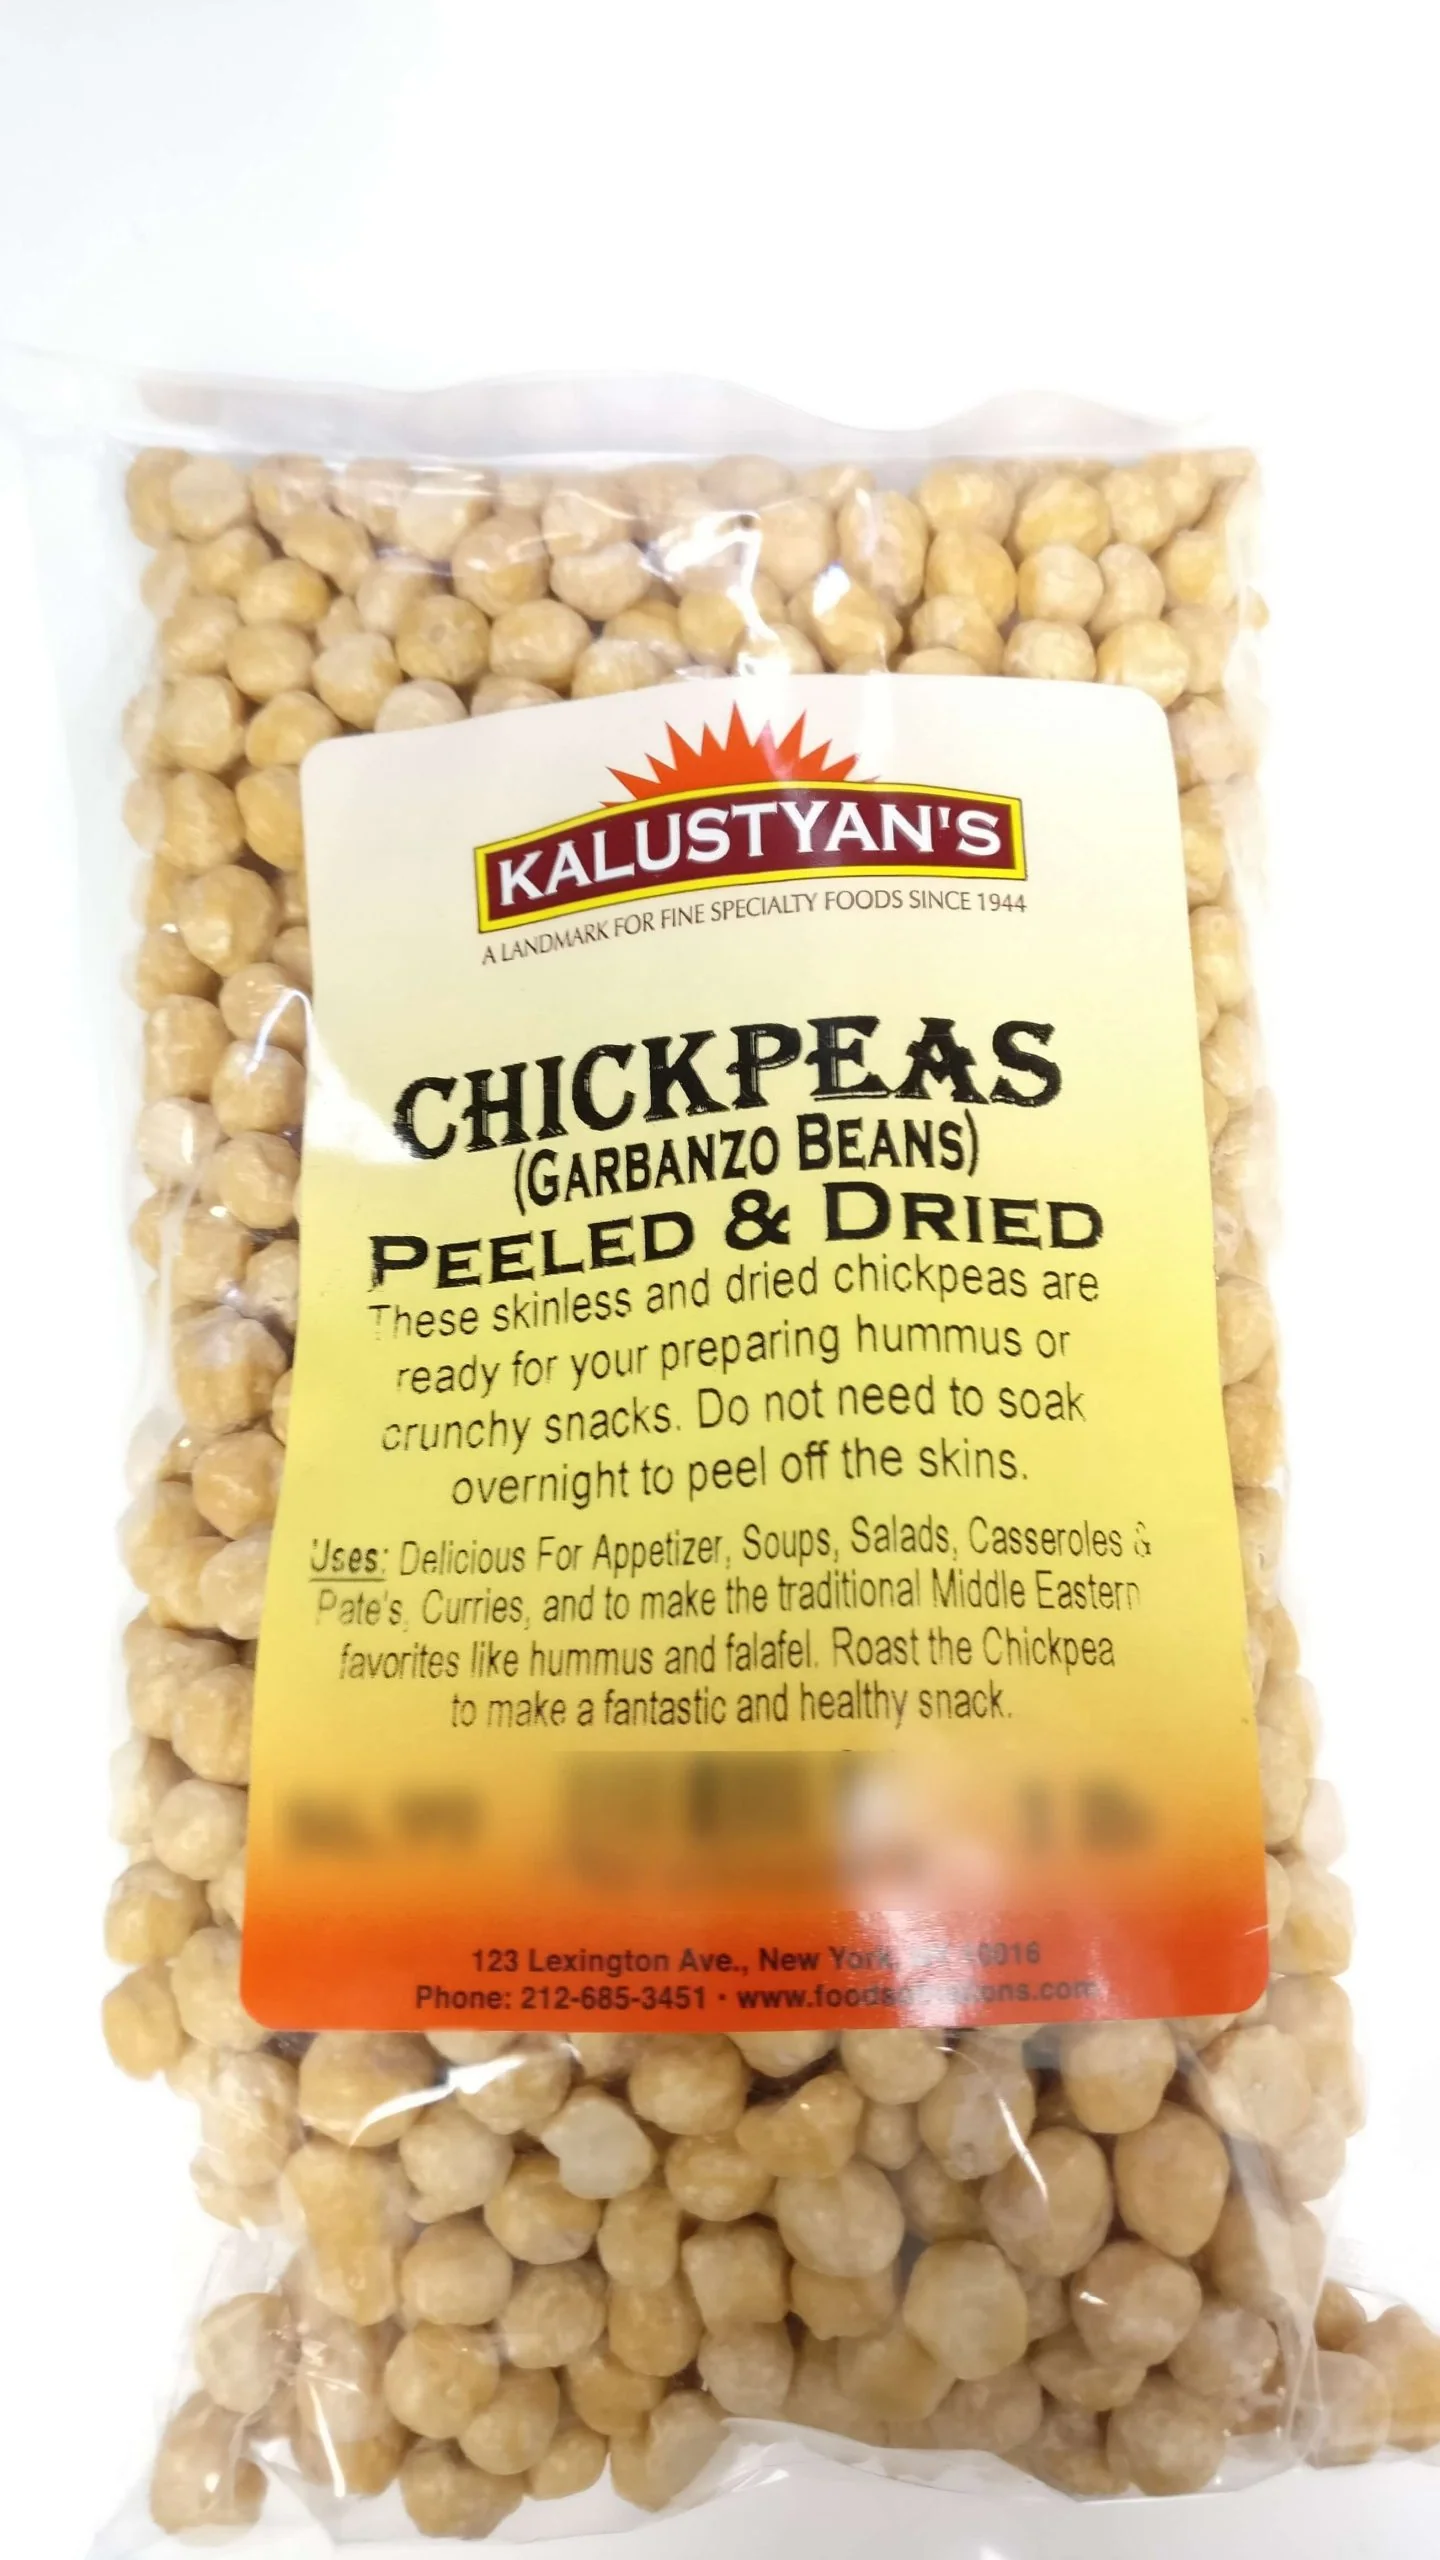 KALUSTYAN'S
A LANDMARK FOR FINE SPECIALTY FOODS SINCE 1944
CHICKPEAS
(GARBANZO BEANS)
PEELED & DRIED
These skinless and dried chickpeas are
ready for your preparing hummus or
crunchy snacks. Do not need to soak
overnight to peel off the skins.
Uses: Delicious For Appetizer, Soups, Salads, Casseroles &
Pate's, Curries, and to make the traditional Middle Eastern
favorites like hummus and falafel. Roast the Chickpea
to make a fantastic and healthy snack.
123 Lexington Ave., New York,
Phone: 212-685-3451 •